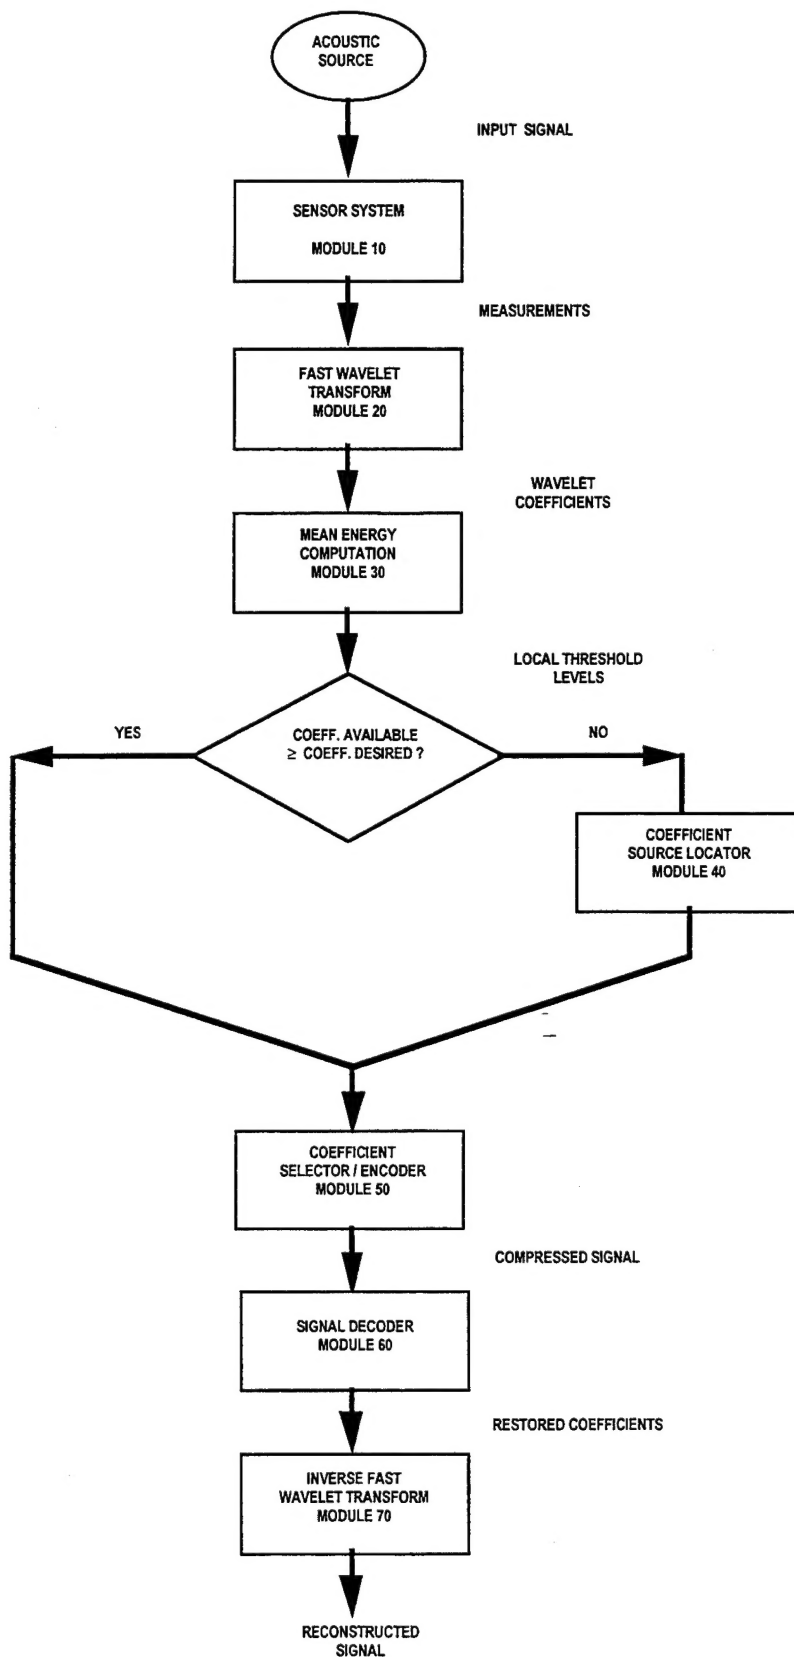 ACOUSTIC
SOURCE
INPUT SIGNAL
SENSOR SYSTEM
MODULE 10
MEASUREMENTS
FAST WAVELET
TRANSFORM
MODULE 20
WAVELET
COEFFICIENTS
MEAN ENERGY
COMPUTATION
MODULE 30
LOCAL THRESHOLD
LEVELS
YES
COEFF. AVAILABLE
≥ COEFF. DESIRED ?
NO
COEFFICIENT
SOURCE LOCATOR
MODULE 40
COEFFICIENT
SELECTOR / ENCODER
MODULE 50
COMPRESSED SIGNAL
SIGNAL DECODER
MODULE 60
RESTORED COEFFICIENTS
INVERSE FAST
WAVELET TRANSFORM
MODULE 70
RECONSTRUCTED
SIGNAL